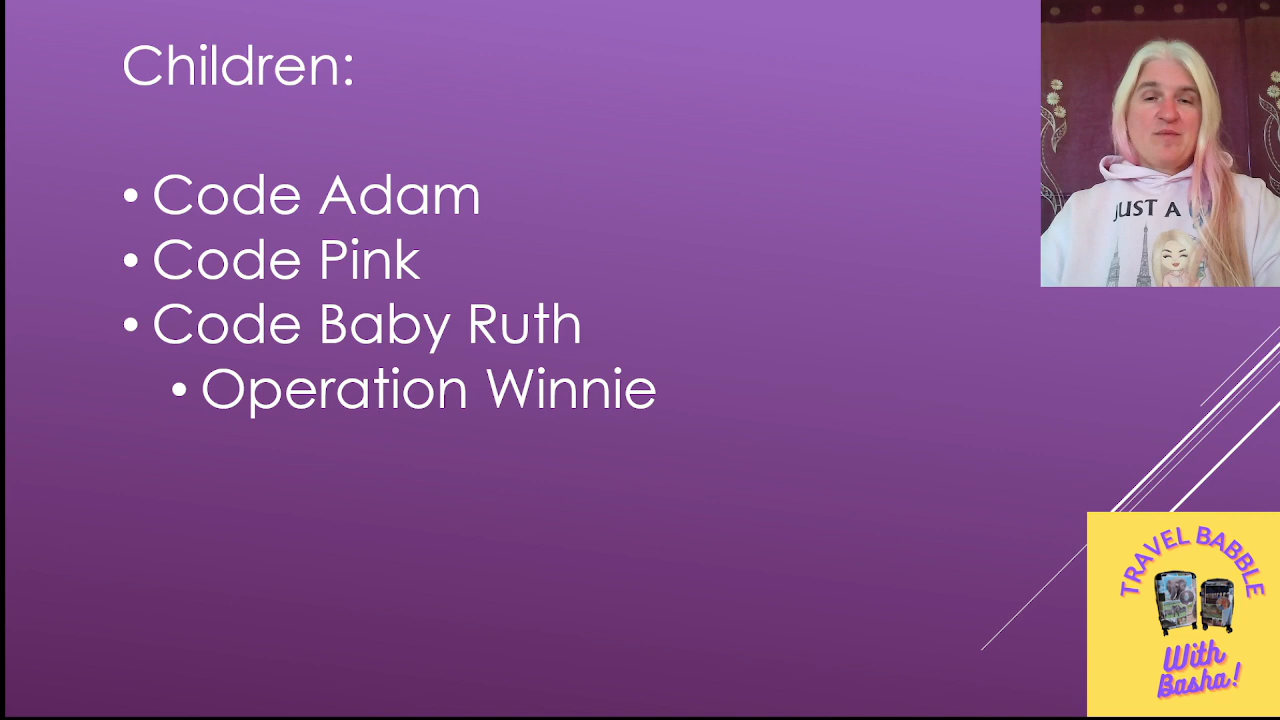 Children:
• Code Adam
• Code Pink
• Code Baby Ruth
• Operation Winnie
JUST A
TRAVEL BABBLE
With
Basha!